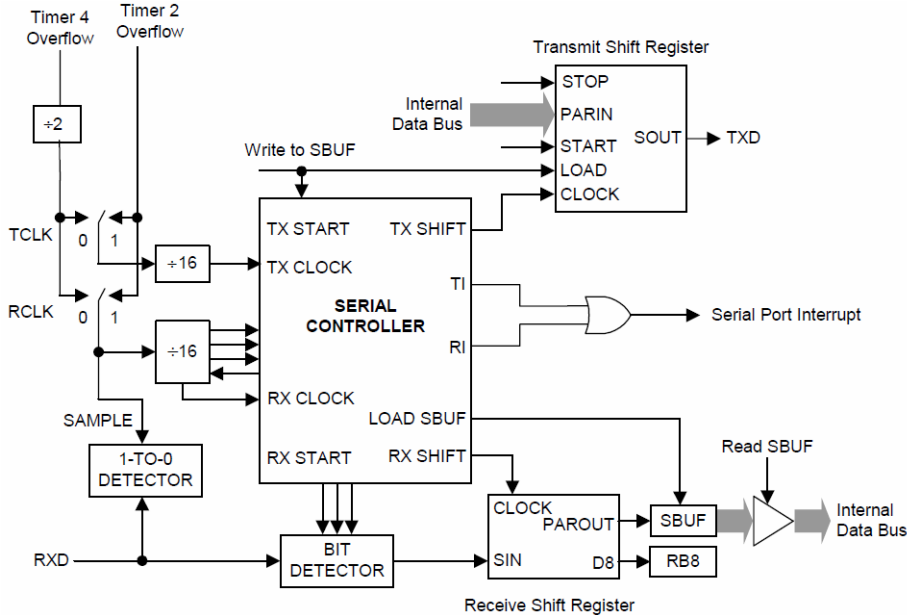 Timer 4
Overflow
Timer 2
Overflow
÷2
Transmit Shift Register
STOP
Internal
Data Bus
PARIN
START
SOUT
TXD
LOAD
CLOCK
Write to SBUF
TCLK
0 1
÷16
TX START
TX SHIFT
TX CLOCK
TI
SERIAL
CONTROLLER
Serial Port Interrupt
RCLK
0 1
÷16
RI
RX CLOCK
LOAD SBUF
RX START
RX SHIFT
SAMPLE
1-TO-0
DETECTOR
Read SBUF
CLOCK
PAROUT
SBUF
Internal
Data Bus
RXD
BIT
DETECTOR
SIN
D8
RB8
Receive Shift Register